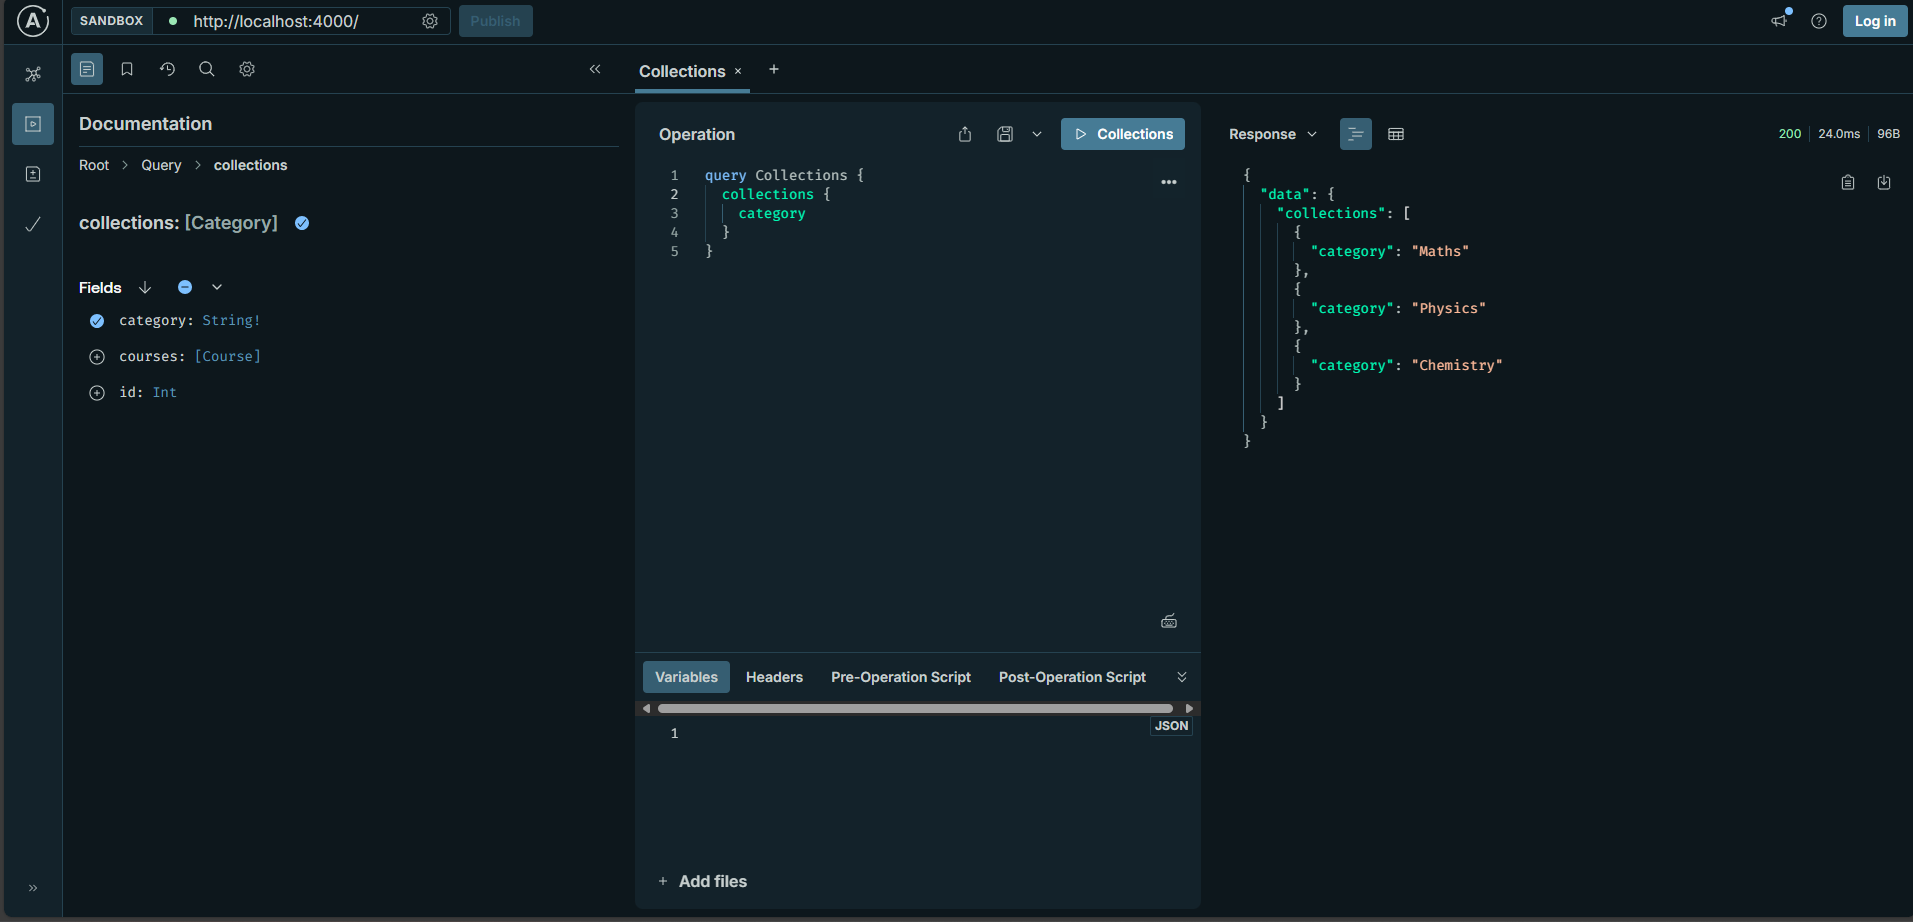 SANDBOX http://localhost:4000/ Publish Log in
Documentation
Root > Query > collections
collections: [Category]
Fields
category: String!
courses: [Course]
id: Int
Collections × +
Operation Collections
1 query Collections {
2 collections {
3 category
4 }
5 }
Variables Headers Pre-Operation Script Post-Operation Script
JSON
1
+ Add files
Response 200 24.0ms 96B
{
"data": {
"collections": [
{
"category": "Maths"
},
{
"category": "Physics"
},
{
"category": "Chemistry"
}
]
}
}